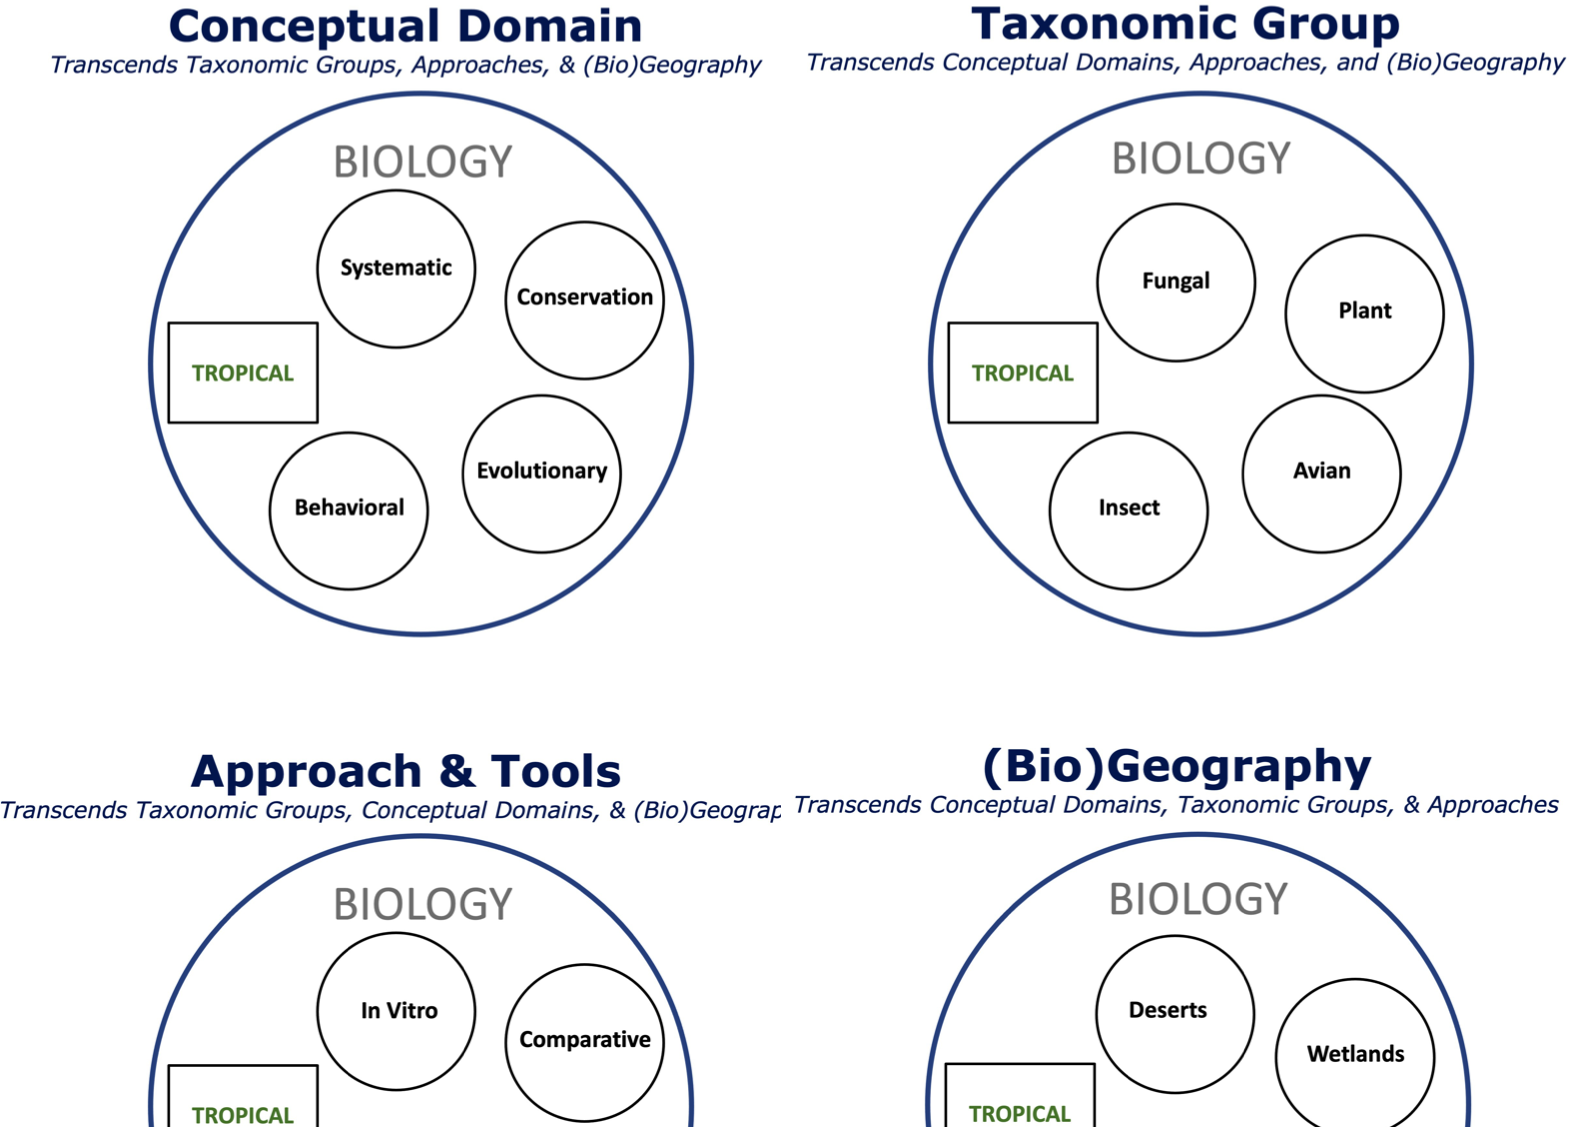 Conceptual Domain
Transcends Taxonomic Groups, Approaches, & (Bio)Geography
BIOLOGY
Systematic
Conservation
TROPICAL
Evolutionary
Behavioral
Taxonomic Group
Transcends Conceptual Domains, Approaches, and (Bio)Geography
BIOLOGY
Fungal
Plant
TROPICAL
Avian
Insect
Approach & Tools
Transcends Taxonomic Groups, Conceptual Domains, & (Bio)Geograp
BIOLOGY
In Vitro
Comparative
TROPICAL
(Bio)Geography
Transcends Conceptual Domains, Taxonomic Groups, & Approaches
BIOLOGY
Deserts
Wetlands
TROPICAL